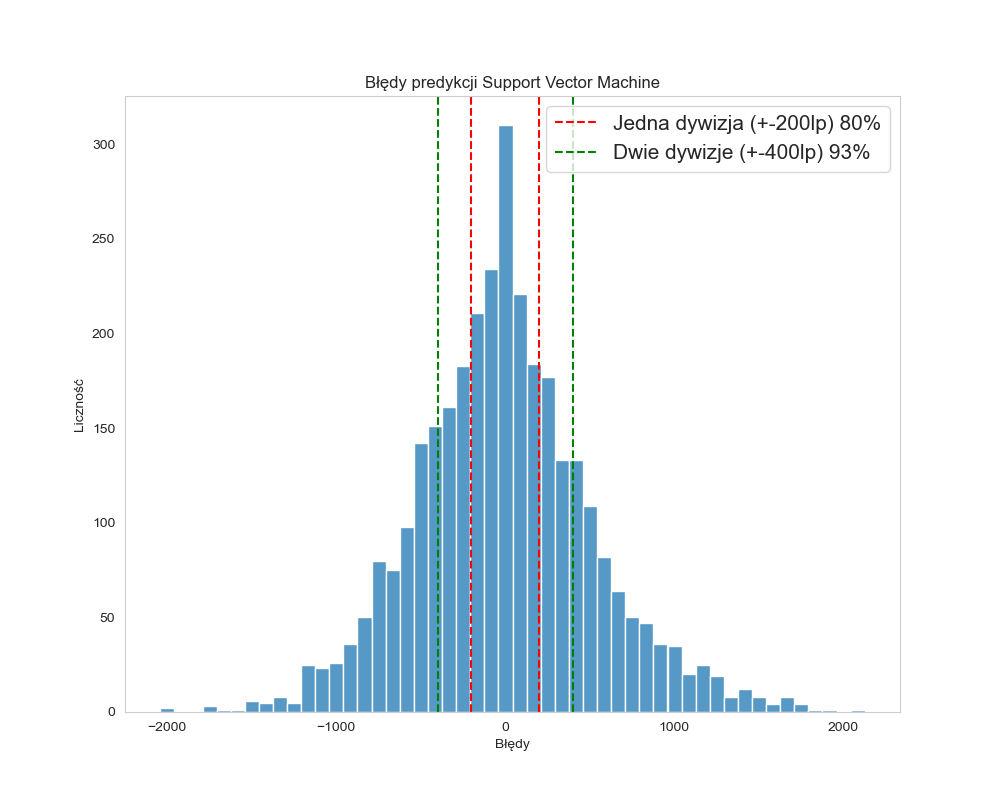 Błędy predykcji Support Vector Machine
Jedna dywizja (+-200lp) 80%
Dwie dywizje (+-400lp) 93%
300
250
200
150
100
50
0
Liczność
−2000 −1000 0 1000 2000
Błędy